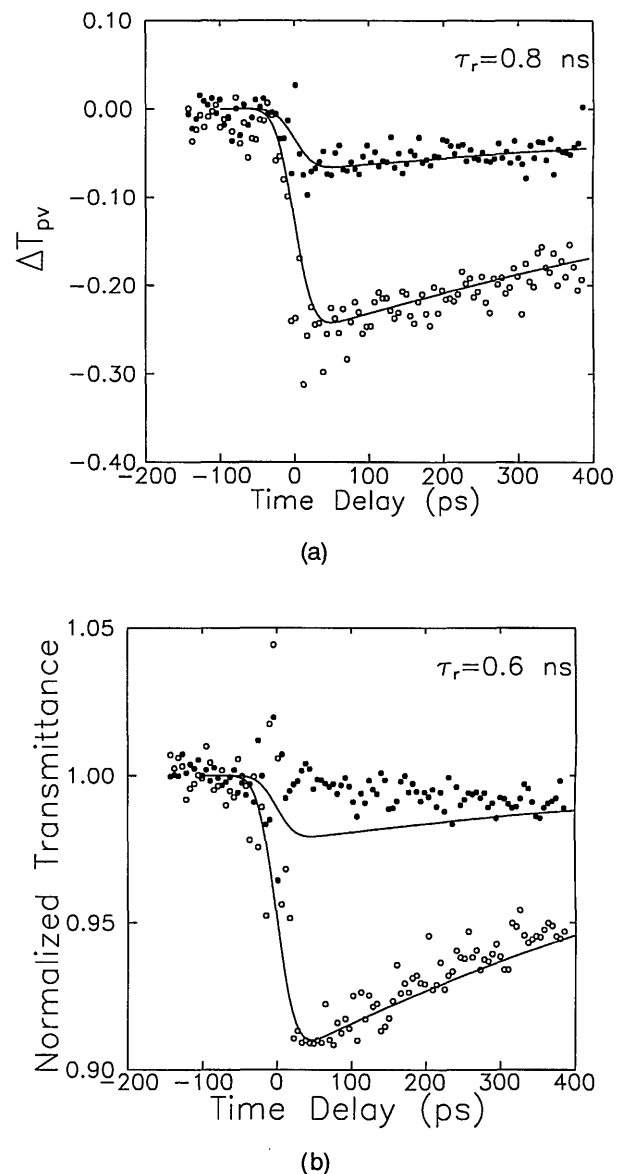 0.10
τr=0.8 ns
0.00
-0.10
-0.20
-0.30
-0.40
ΔTpv
-200 -100 0 100 200 300 400
Time Delay (ps)
(a)
1.05
τr=0.6 ns
1.00
0.95
0.90
Normalized Transmittance
-200 -100 0 100 200 300 400
Time Delay (ps)
(b)